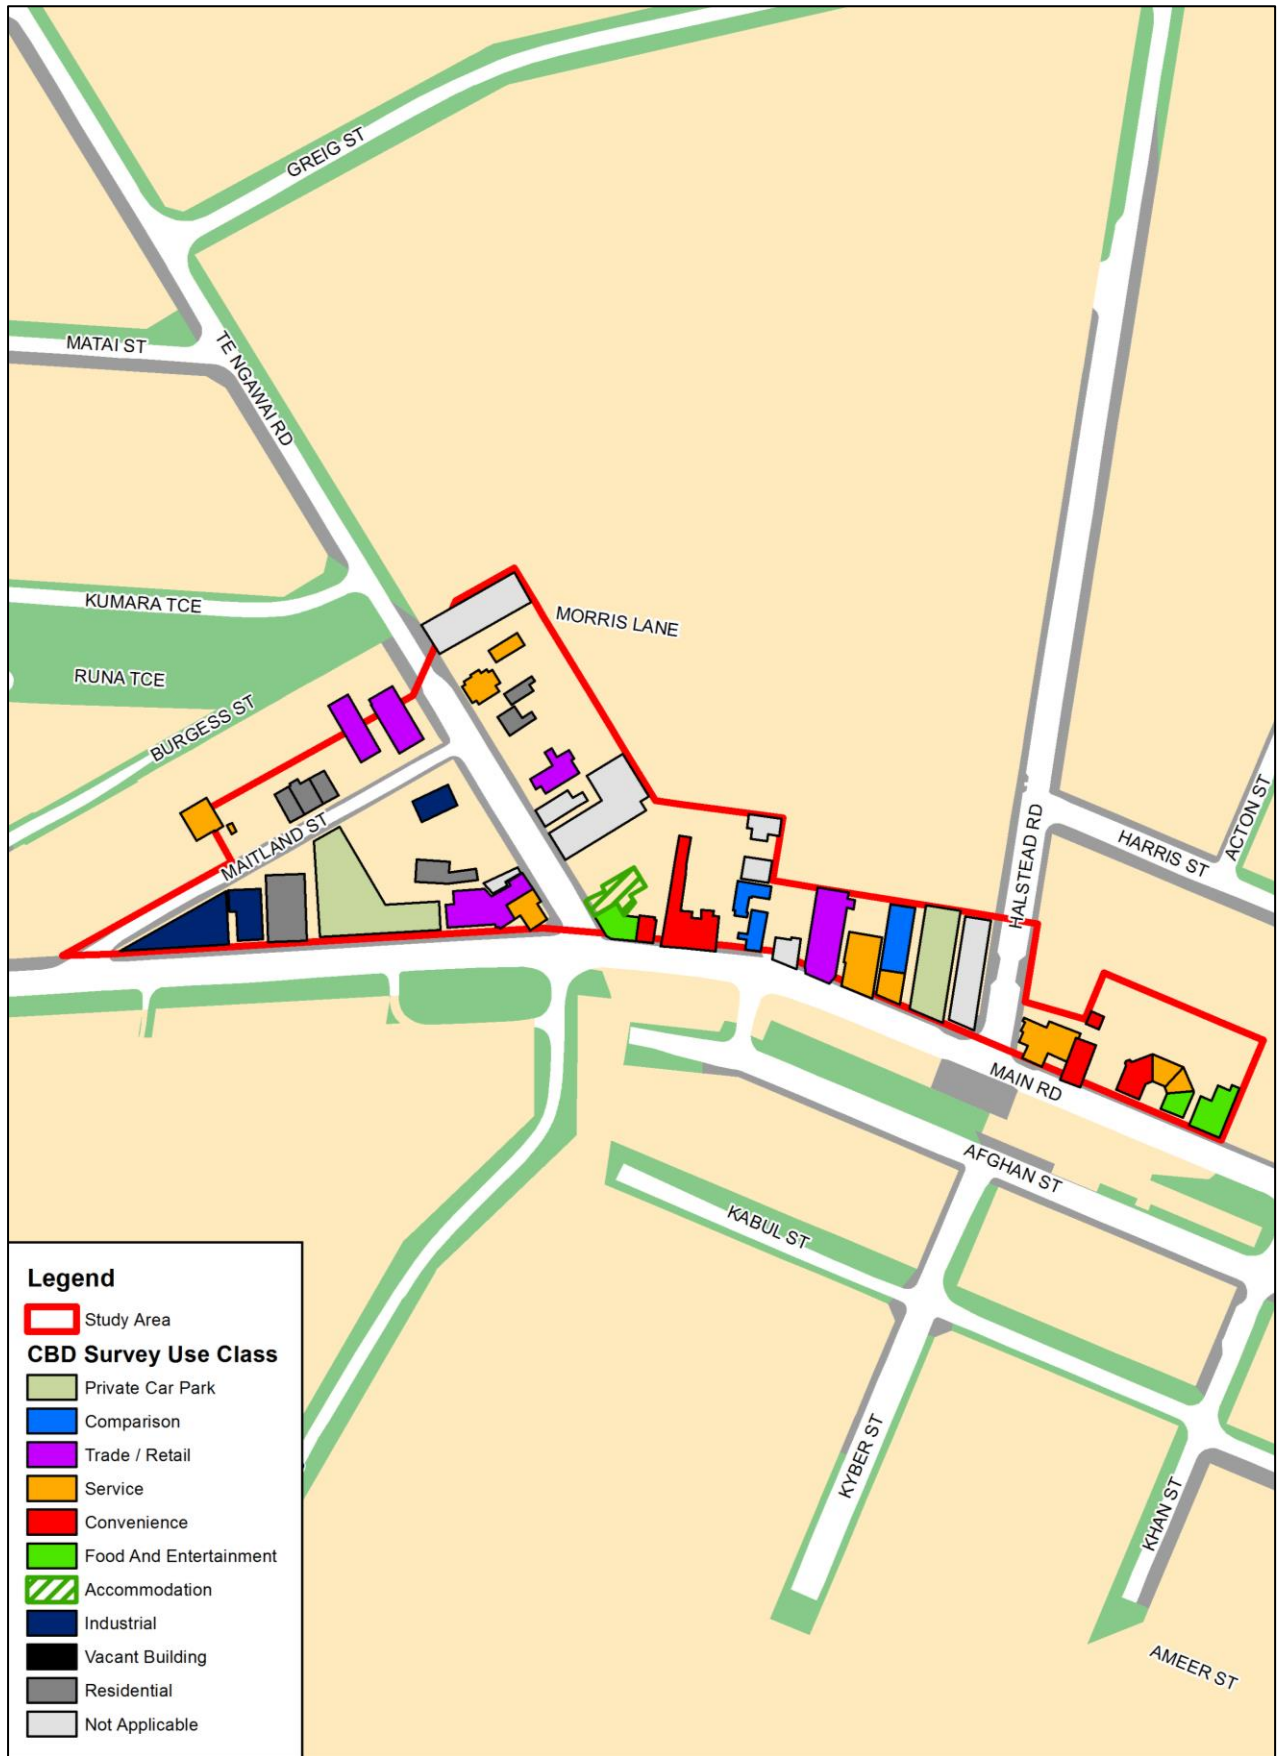 GREIG ST
MATAI ST
TE NGAWAI RD
KUMARA TCE
MORRIS LANE
RUNA TCE
BURGESS ST
MAITLAND ST
HALSTEAD RD
HARRIS ST
ACTON ST
MAIN RD
AFGHAN ST
KABUL ST
KYBER ST
KHAN ST
AMEER ST
Legend
Study Area
CBD Survey Use Class
Private Car Park
Comparison
Trade / Retail
Service
Convenience
Food And Entertainment
Accommodation
Industrial
Vacant Building
Residential
Not Applicable